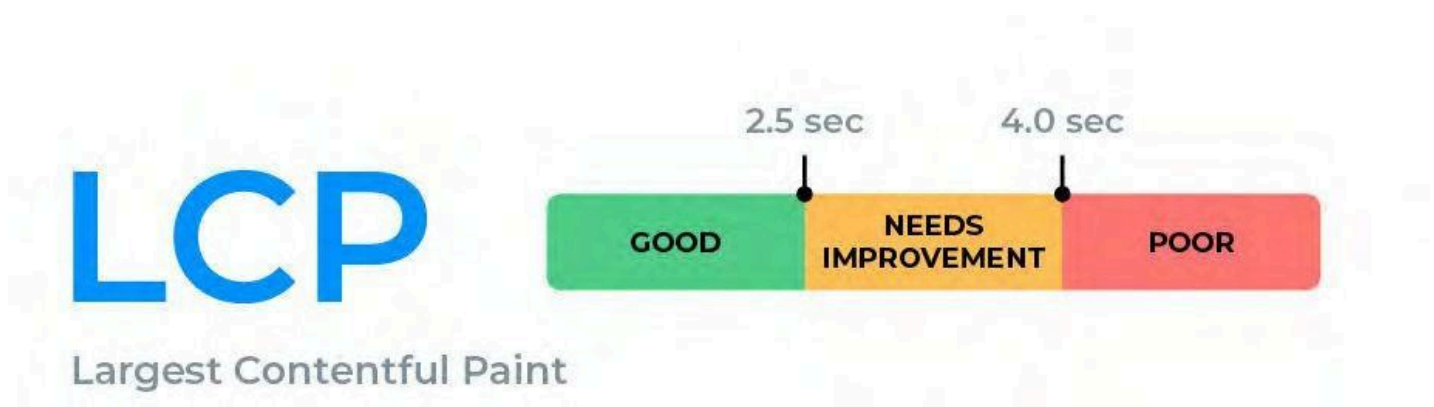 2.5 sec
4.0 sec
LCP
GOOD
NEEDS
IMPROVEMENT
POOR
Largest Contentful Paint